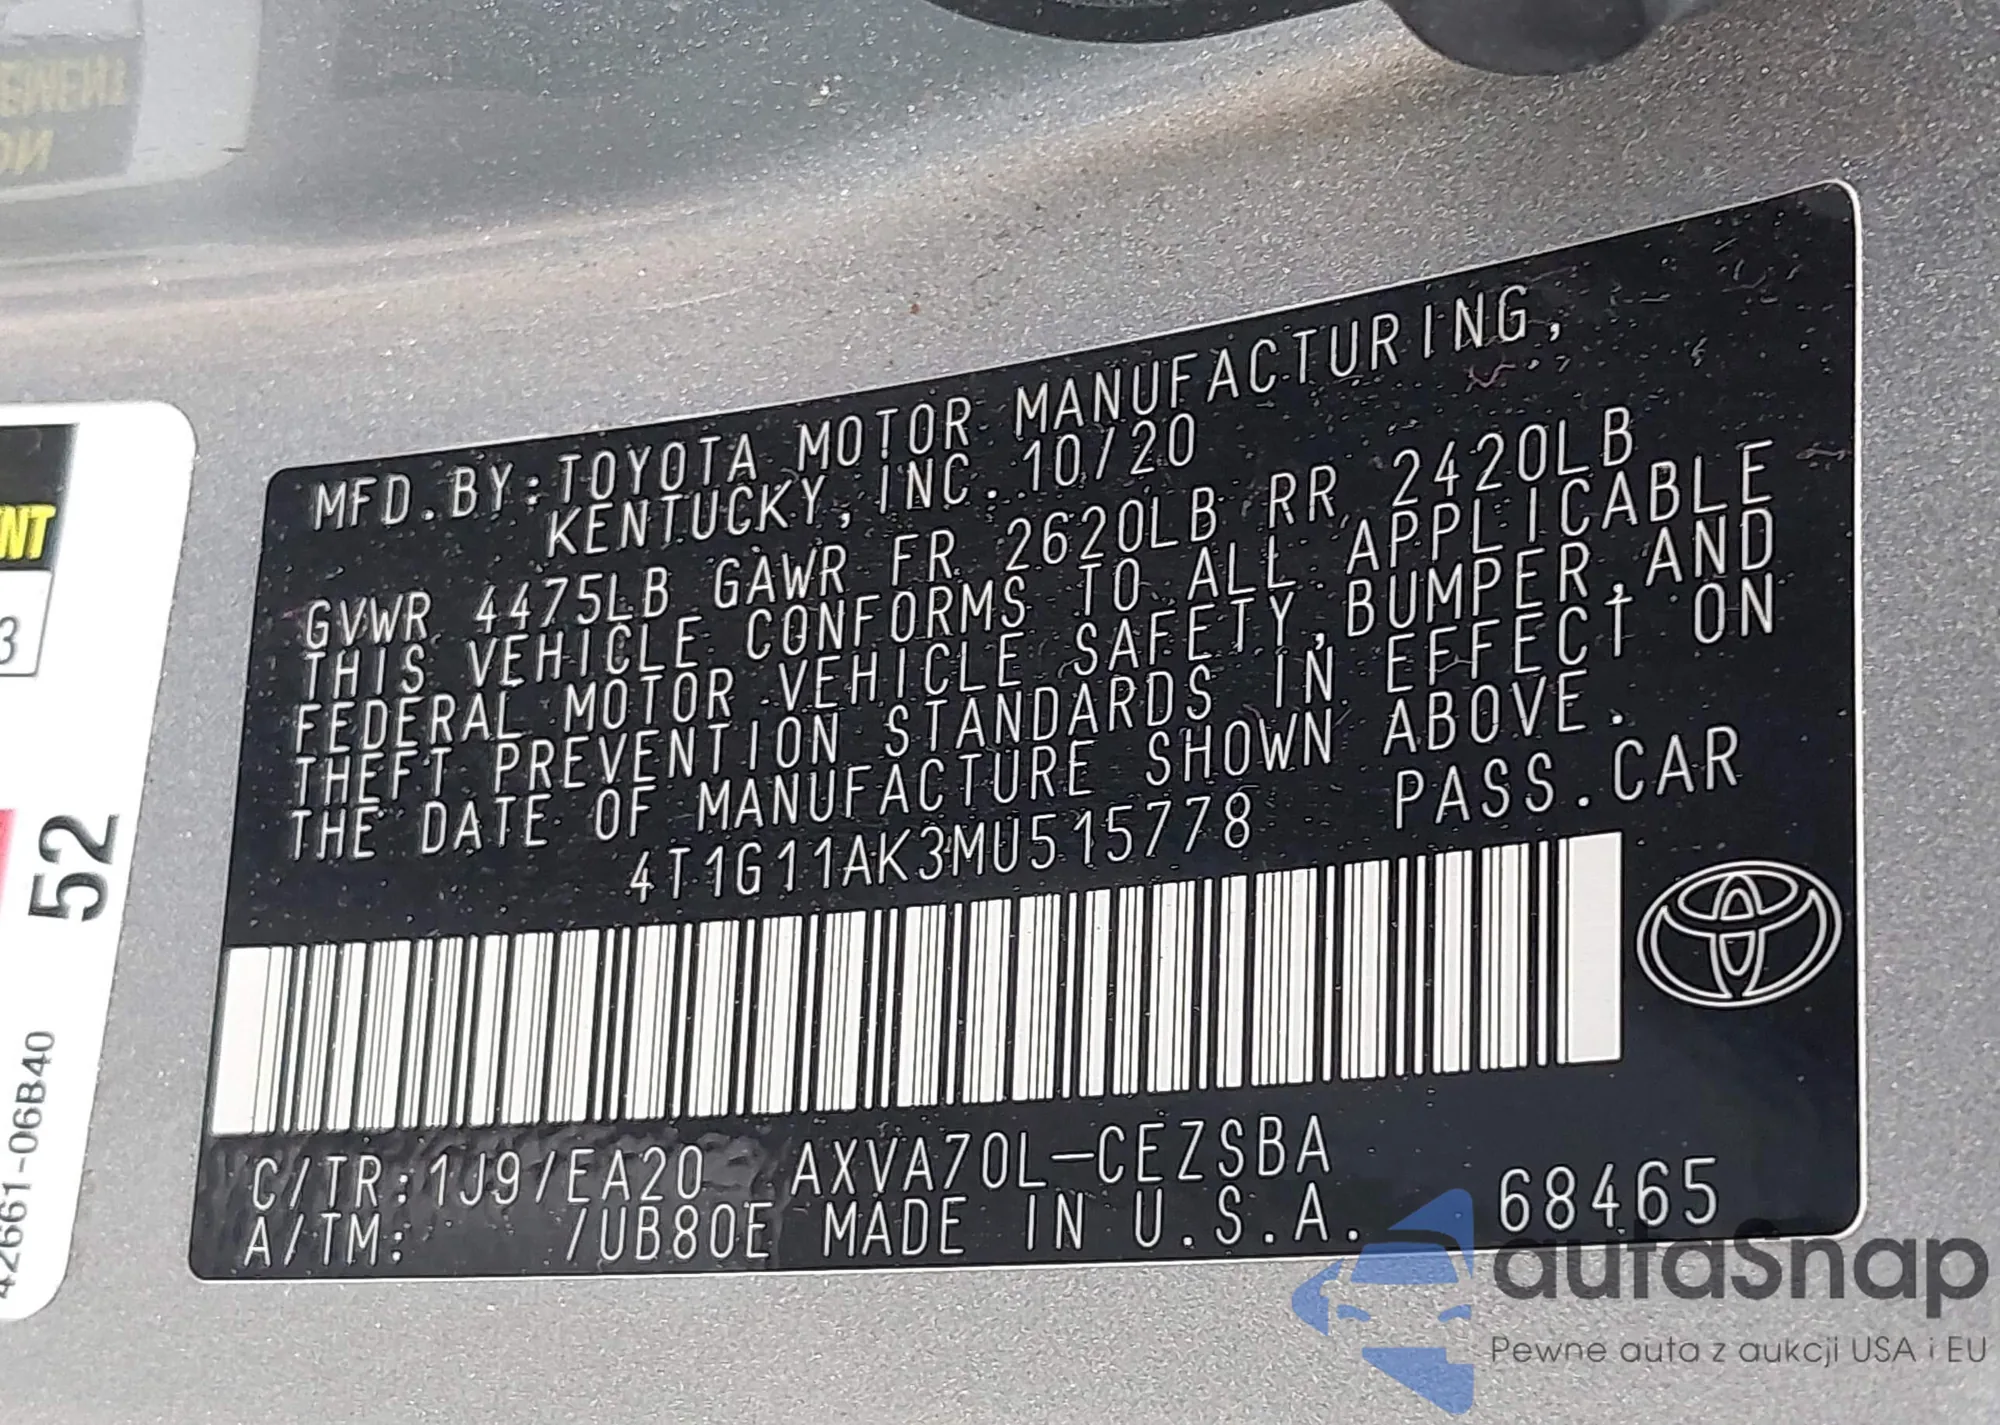 MFD.BY:TOYOTA MOTOR MANUFACTURING,
KENTUCKY, INC. 10/20
GVWR 4475LB GAWR FR 2620LB RR 2420LB
THIS VEHICLE CONFORMS TO ALL APPLICABLE
FEDERAL MOTOR VEHICLE SAFETY,BUMPER,AND
THEFT PREVENTION STANDARDS IN EFFECT ON
THE DATE OF MANUFACTURE SHOWN ABOVE.
4T1G11AK3MU515778 PASS.CAR
C/TR:1J9/EA20 AXVA70L-CEZSBA
A/TM: /UB80E MADE IN U.S.A. 68465
NT
3
52
42661-06B40
autoSnap
Pewne auta z aukcji USA i EU